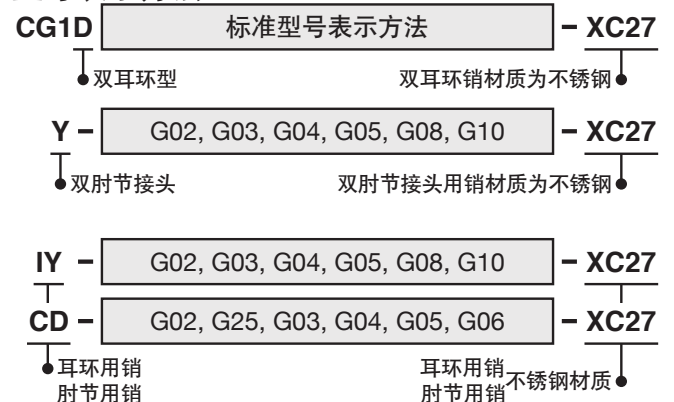 CG1D 标准型号表示方法 – XC27
双耳环型 双耳环销材质为不锈钢
Y – G02, G03, G04, G05, G08, G10 – XC27
双肘节接头 双肘节接头用销材质为不锈钢
IY – G02, G03, G04, G05, G08, G10 – XC27
CD – G02, G25, G03, G04, G05, G06 – XC27
耳环用销 耳环用销 不锈钢材质
肘节用销 肘节用销